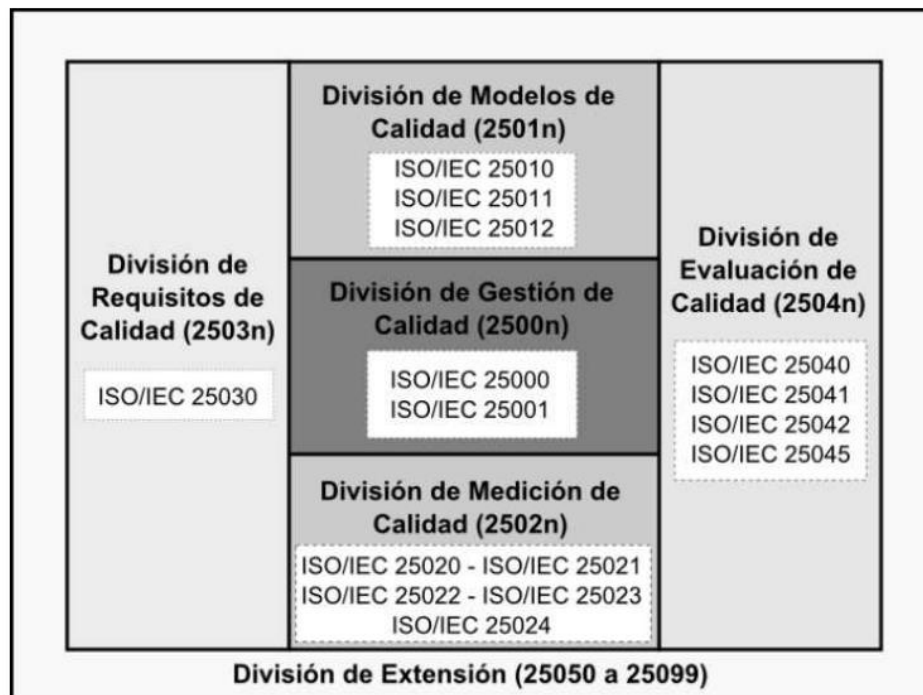 División de Modelos de
Calidad (2501n)
ISO/IEC 25010
ISO/IEC 25011
ISO/IEC 25012
División de
Requisitos de
Calidad (2503n)
ISO/IEC 25030
División de Gestión de
Calidad (2500n)
ISO/IEC 25000
ISO/IEC 25001
División de
Evaluación de
Calidad (2504n)
ISO/IEC 25040
ISO/IEC 25041
ISO/IEC 25042
ISO/IEC 25045
División de Medición de
Calidad (2502n)
ISO/IEC 25020 - ISO/IEC 25021
ISO/IEC 25022 - ISO/IEC 25023
ISO/IEC 25024
División de Extensión (25050 a 25099)